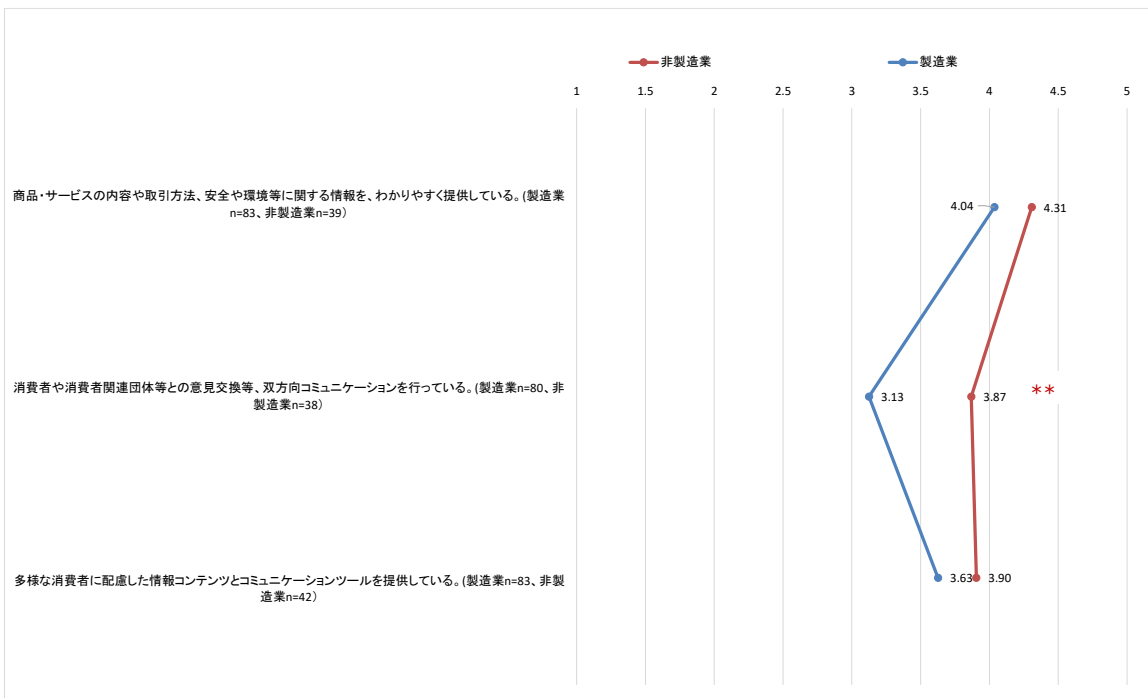 非製造業 製造業
1 1.5 2 2.5 3 3.5 4 4.5 5
商品・サービスの内容や取引方法、安全や環境等に関する情報を、わかりやすく提供している。(製造業
n=83、非製造業n=39)
4.04 4.31
消費者や消費者関連団体等との意見交換等、双方向コミュニケーションを行っている。(製造業n=80、非
製造業n=38)
3.13 3.87 **
多様な消費者に配慮した情報コンテンツとコミュニケーションツールを提供している。(製造業n=83、非製
造業n=42)
3.63 3.90